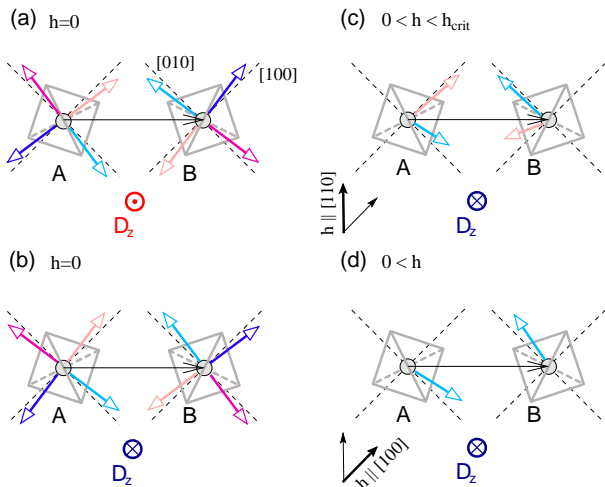 (a) h=0
[010]
[100]
A B
D_z
(c) 0 < h < h_crit
A B
h || [110]
D_z
(b) h=0
A B
D_z
(d) 0 < h
A B
h || [100]
D_z